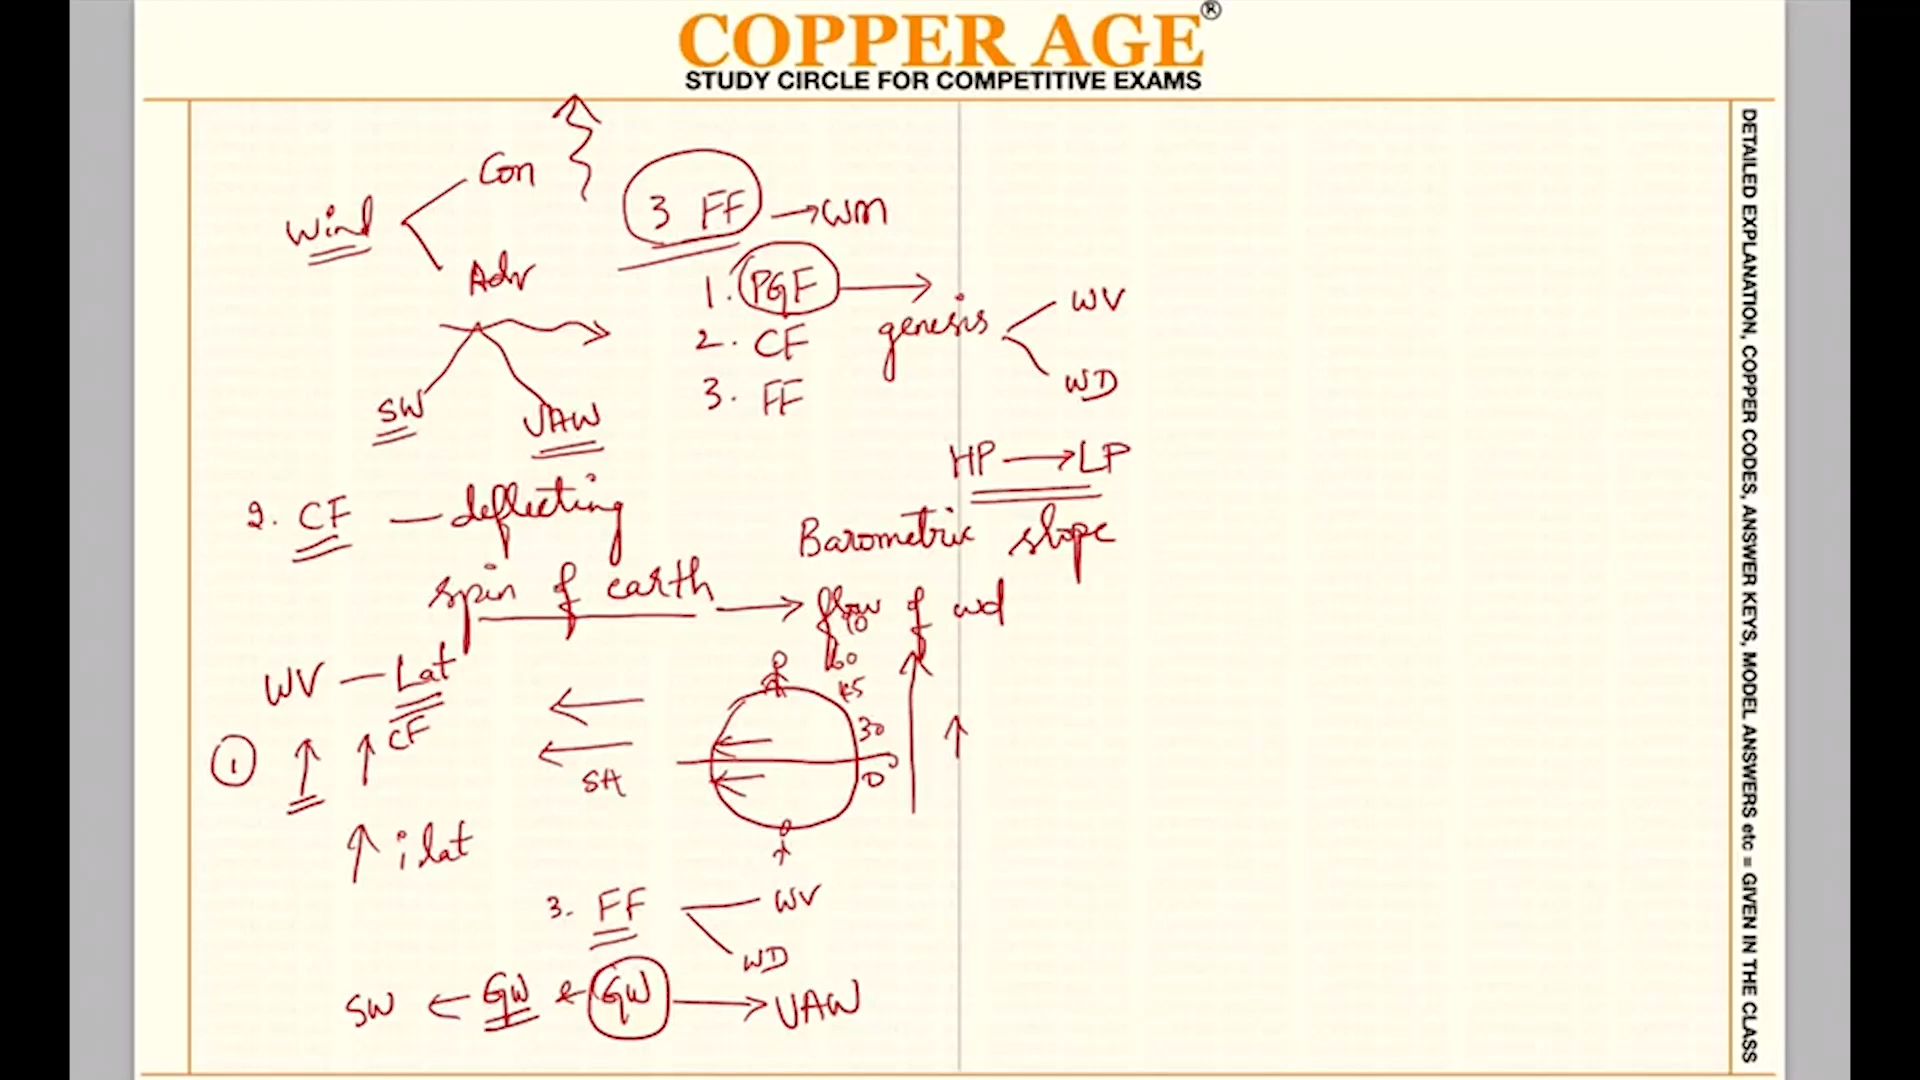 COPPER AGE®
STUDY CIRCLE FOR COMPETITIVE EXAMS
Con
Wind
Adv
SW
UAW
3 FF → WM
1. PGF → genesis
WV
WD
2. CF
3. FF
HP → LP
Barometric slope
2. CF — deflecting
spin of earth → flow of wd
WV — Lat
CF
1
↑ ; lat
SA
90
60
45
30
0
3. FF
WV
WD
SW ← GW & GW → UAW
DETAILED EXPLANATION, COPPER CODES, ANSWER KEYS, MODEL ANSWERS etc = GIVEN IN THE CLASS